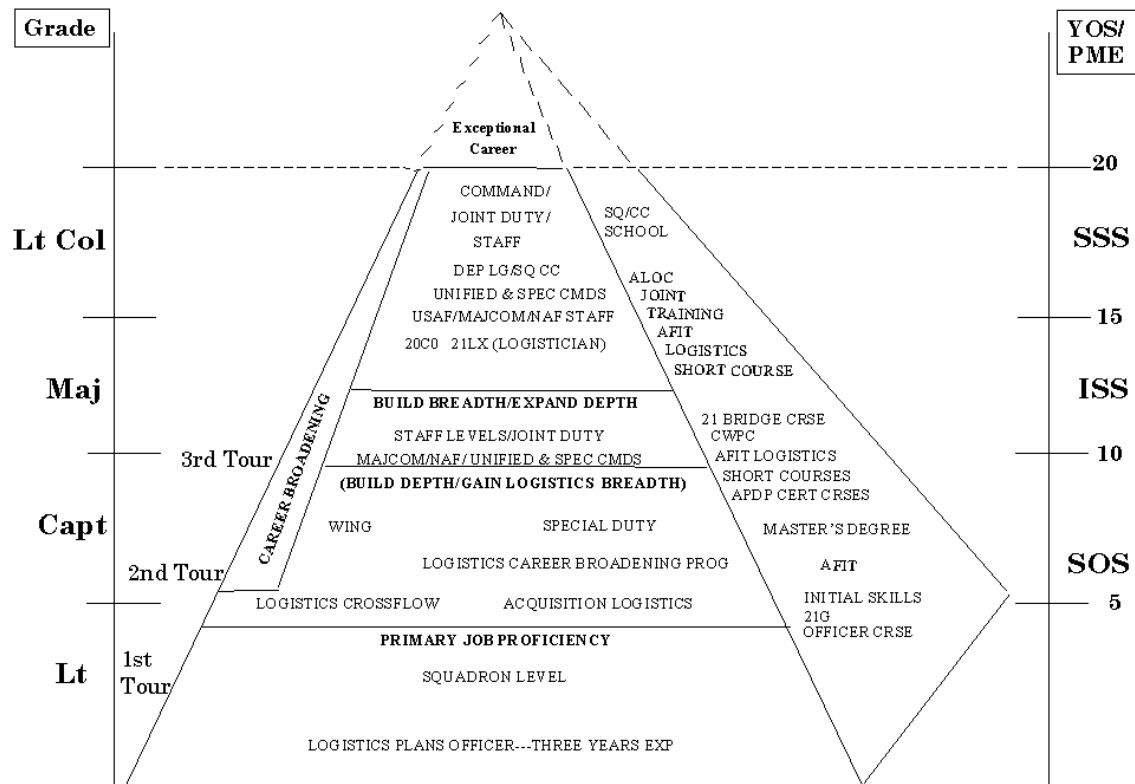 Grade
YOS/
PME
Exceptional
Career
20
COMMAND/
JOINT DUTY/
STAFF
SQ/CC
SCHOOL
Lt Col
SSS
DEP LG/SQ CC
UNIFIED & SPEC CMDS
USAF/MAJCOM/NAF STAFF
20C0 21LX (LOGISTICIAN)
ALOC
JOINT
TRAINING
AFIT
LOGISTICS
SHORT COURSE
15
Maj
ISS
BUILD BREADTH/EXPAND DEPTH
STAFF LEVELS/JOINT DUTY
MAJCOM/NAF/ UNIFIED & SPEC CMDS
21 BRIDGE CRSE
CWPC
AFIT LOGISTICS
SHORT COURSES
APDP CERT CRSES
10
3rd Tour
CAREER BROADENING
(BUILD DEPTH/GAIN LOGISTICS BREADTH)
Capt
WING
SPECIAL DUTY
MASTER'S DEGREE
LOGISTICS CAREER BROADENING PROG
AFIT
SOS
2nd Tour
LOGISTICS CROSSFLOW
ACQUISITION LOGISTICS
INITIAL SKILLS
21G
OFFICER CRSE
5
PRIMARY JOB PROFICIENCY
Lt
1st
Tour
SQUADRON LEVEL
LOGISTICS PLANS OFFICER---THREE YEARS EXP